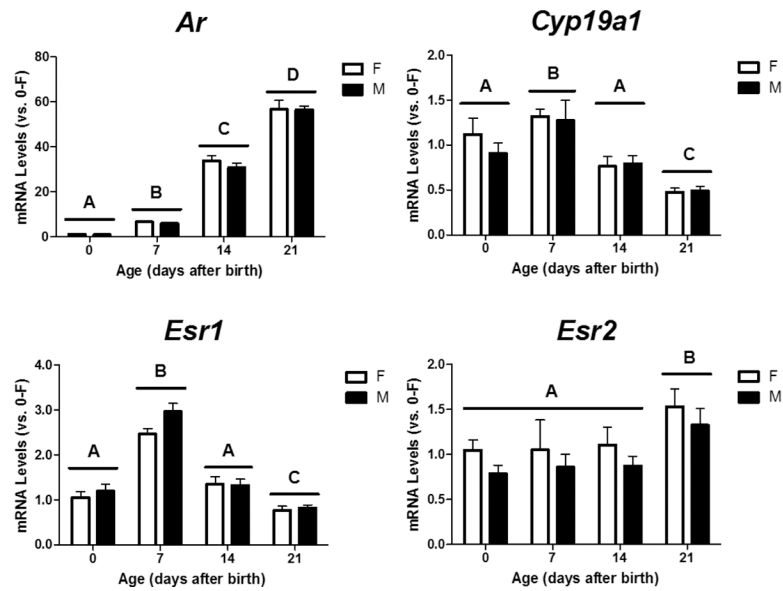 Ar
mRNA Levels (vs. 0-F)
80
60
40
20
0
A
B
C
D
F
M
0 7 14 21
Age (days after birth)
Cyp19a1
mRNA Levels (vs. 0-F)
2.0
1.5
1.0
0.5
0.0
A
B
A
C
F
M
0 7 14 21
Age (days after birth)
Esr1
mRNA Levels (vs. 0-F)
4.0
3.0
2.0
1.0
0.0
A
B
A
C
F
M
0 7 14 21
Age (days after birth)
Esr2
mRNA Levels (vs. 0-F)
2.0
1.5
1.0
0.5
0.0
A
B
F
M
0 7 14 21
Age (days after birth)